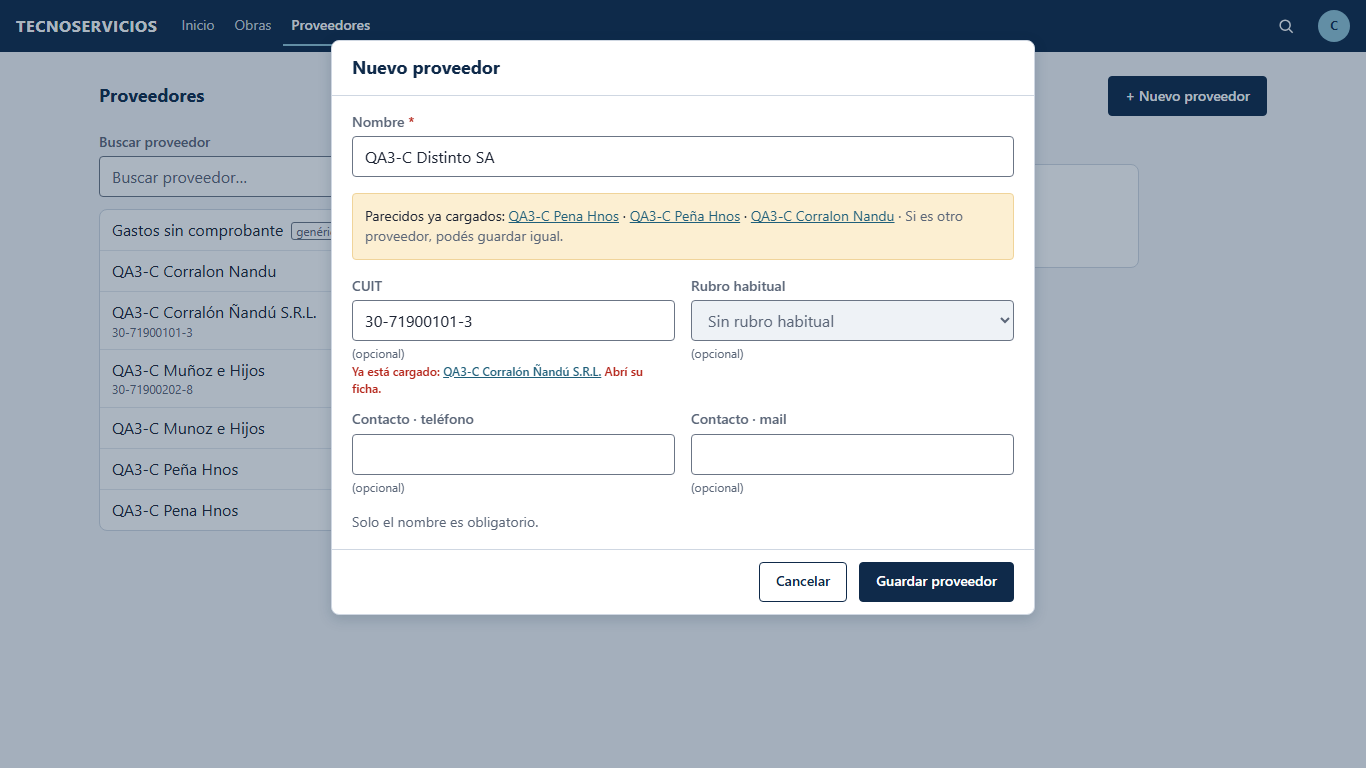 TECNOSERVICIOS Inicio Obras Proveedores C
Proveedores
+ Nuevo proveedor
Buscar proveedor
Buscar proveedor...
Gastos sin comprobante
QA3-C Corralon Nandu
QA3-C Corralón Ñandú S.R.L.
30-71900101-3
QA3-C Muñoz e Hijos
30-71900202-8
QA3-C Munoz e Hijos
QA3-C Peña Hnos
QA3-C Pena Hnos
Nuevo proveedor
Nombre *
QA3-C Distinto SA
Parecidos ya cargados: QA3-C Pena Hnos · QA3-C Peña Hnos · QA3-C Corralon Nandu · Si es otro
proveedor, podés guardar igual.
CUIT
30-71900101-3
(opcional)
Ya está cargado: QA3-C Corralón Ñandú S.R.L. Abrí su
ficha.
Rubro habitual
Sin rubro habitual
(opcional)
Contacto · teléfono
(opcional)
Contacto · mail
(opcional)
Solo el nombre es obligatorio.
Cancelar
Guardar proveedor